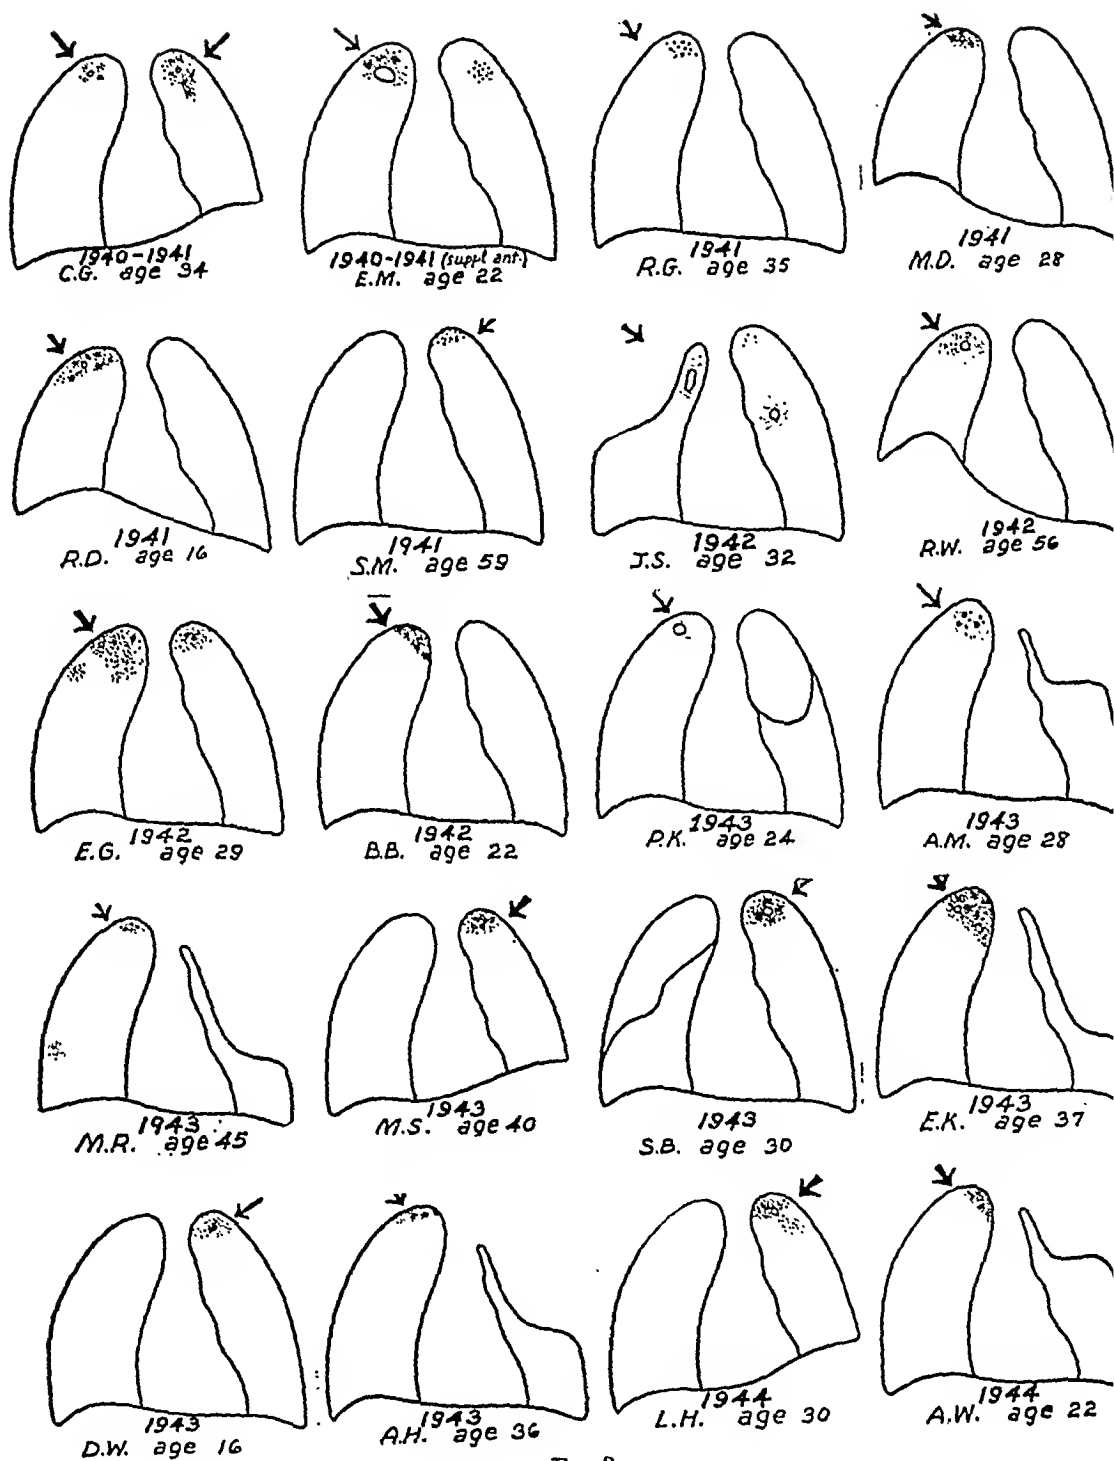 1940-1941
C.G. age 34
1940-1941 (suppl ant.)
E.M. age 22
1941
R.G. age 35
1941
M.D. age 28
1941
R.D. age 16
1941
S.M. age 59
1942
J.S. age 32
1942
R.W. age 56
1942
E.G. age 29
1942
B.B. age 22
1943
P.K. age 24
1943
A.M. age 28
1943
M.R. age 45
1943
M.S. age 40
1943
S.B. age 30
1943
E.K. age 37
1943
D.W. age 16
1943
A.H. age 36
1944
L.H. age 30
1944
A.W. age 22